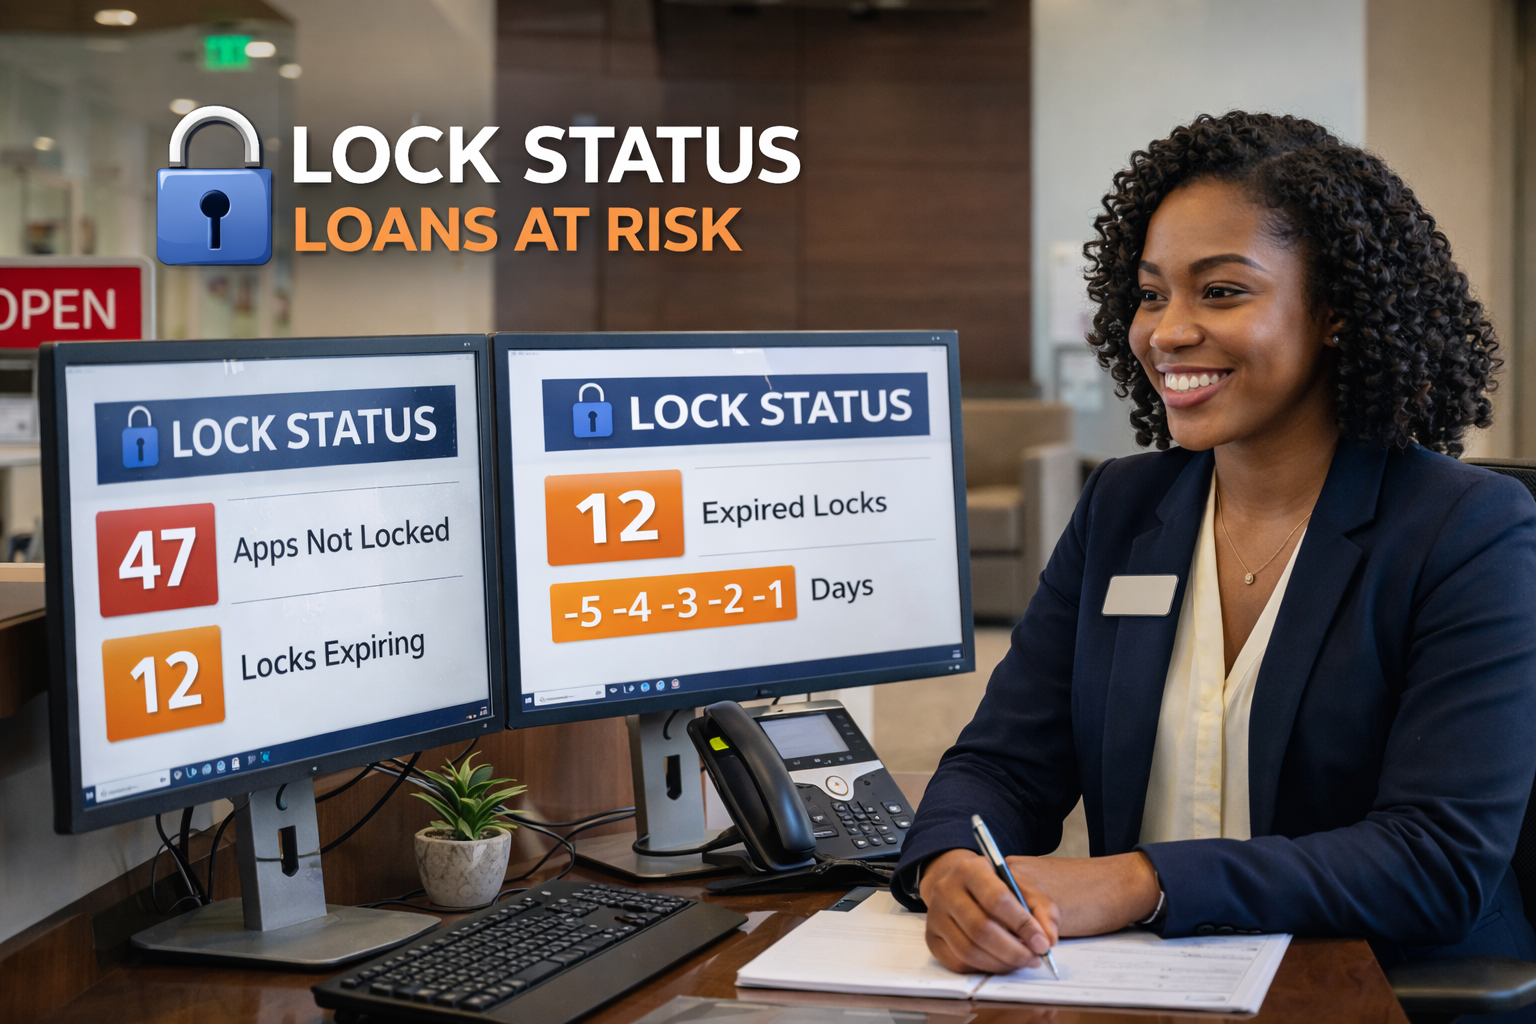 LOCK STATUS
LOANS AT RISK
OPEN
LOCK STATUS
47 Apps Not Locked
12 Locks Expiring
LOCK STATUS
12 Expired Locks
-5 -4 -3 -2 -1 Days